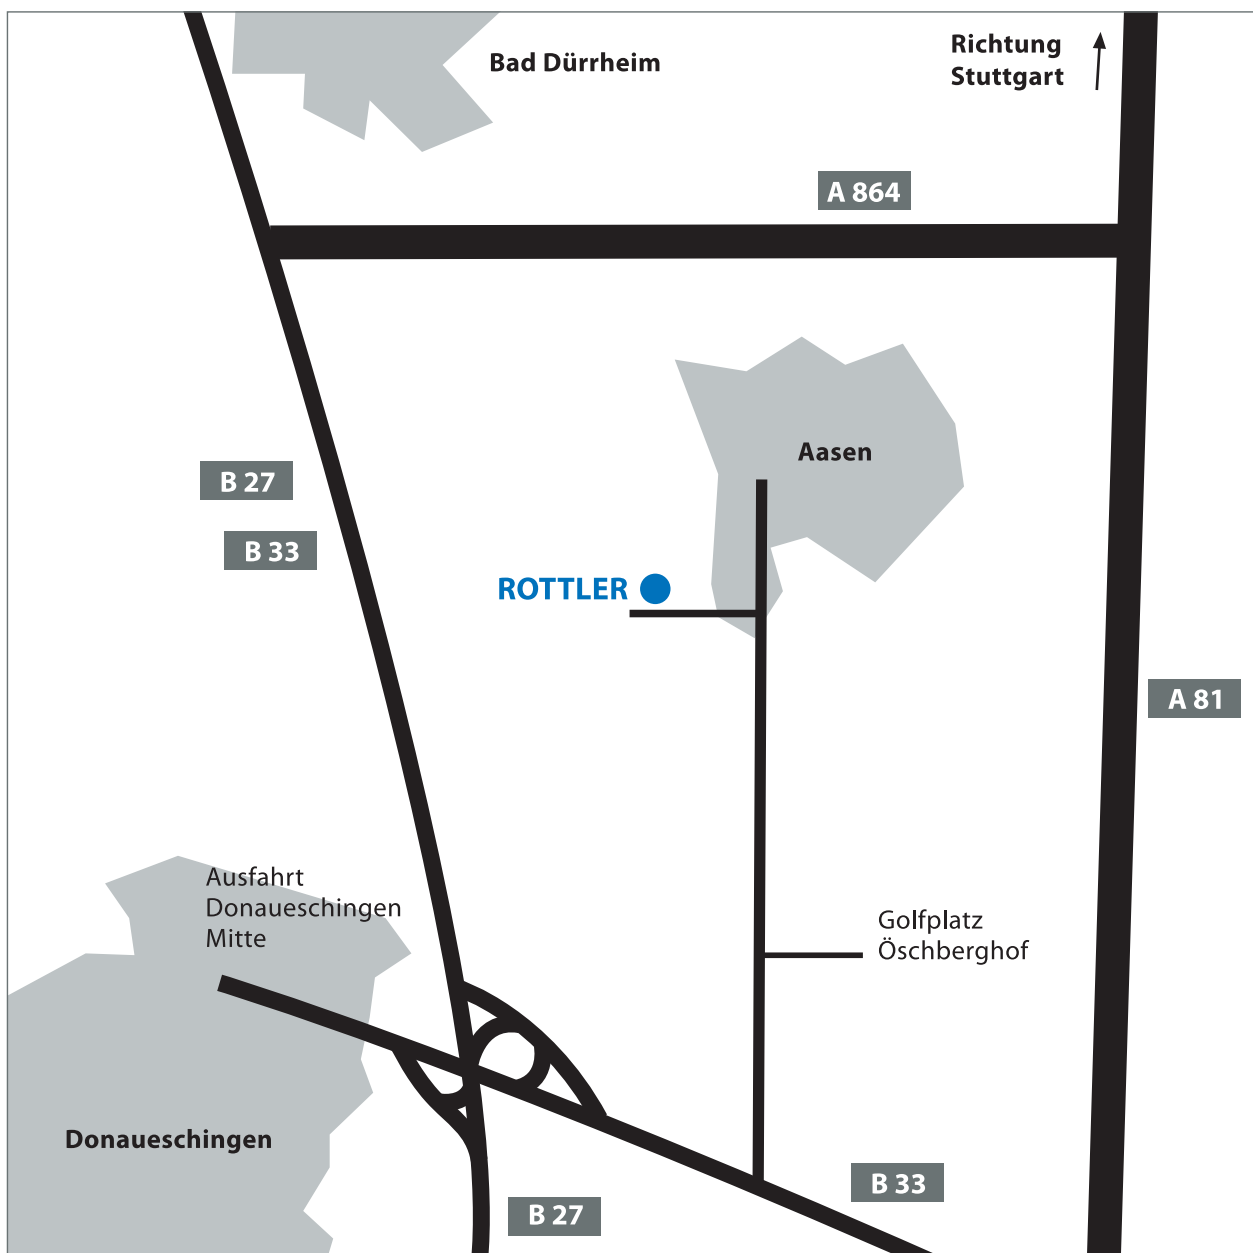 Bad Dürrheim
Richtung
Stuttgart
A 864
Aasen
B 27
B 33
ROTTLER
A 81
Ausfahrt
Donaueschingen
Mitte
Golfplatz
Öschberghof
Donaueschingen
B 33
B 27